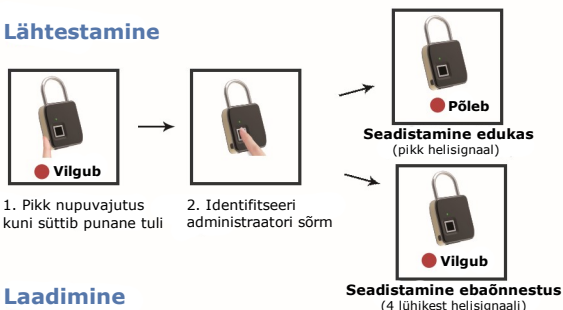 Lähtestamine
Vilgub
1. Pikk nupuvajutus
kuni süttib punane tuli
2. Identifitseeri
administraatori sõrm
Põleb
Seadistamine edukas
(pikk helisignaal)
Vilgub
Seadistamine ebaõnnestus
(4 lühikest helisignaali)
Laadimine